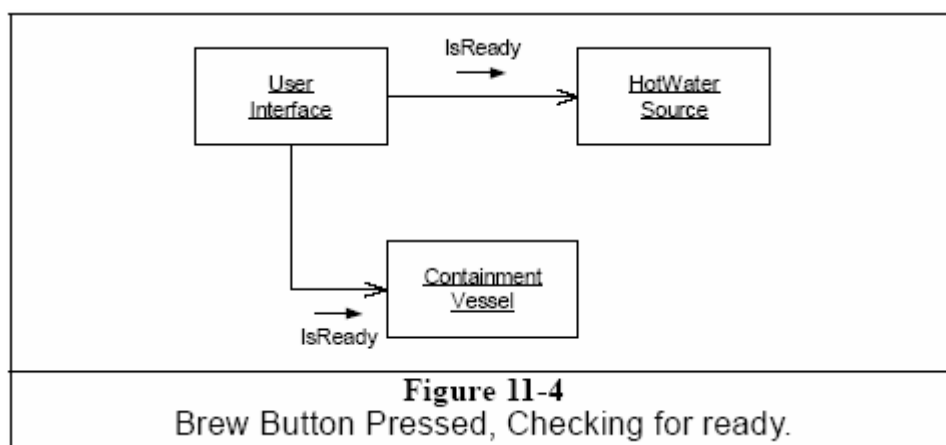 IsReady
User
Interface
HotWater
Source
Containment
Vessel
IsReady
Figure 11-4
Brew Button Pressed, Checking for ready.